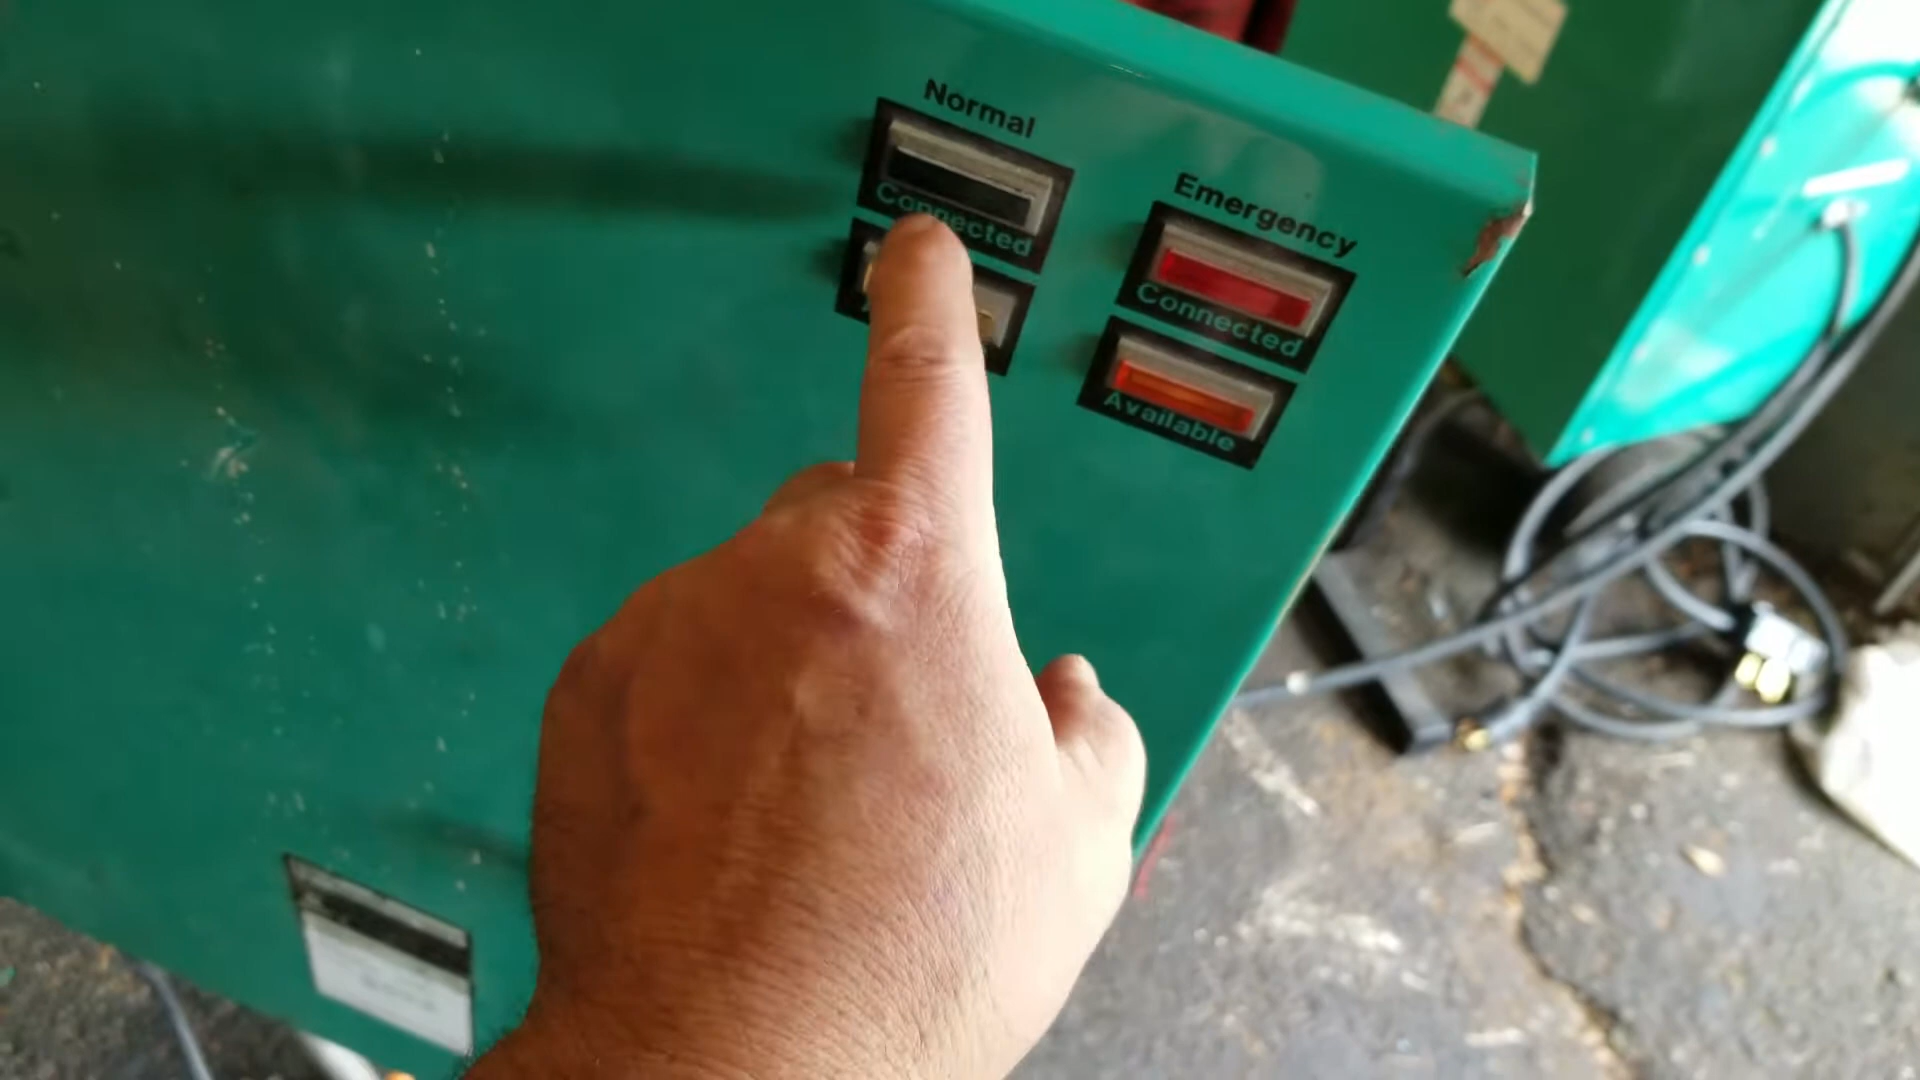 Normal
Connected
Emergency
Connected
Available